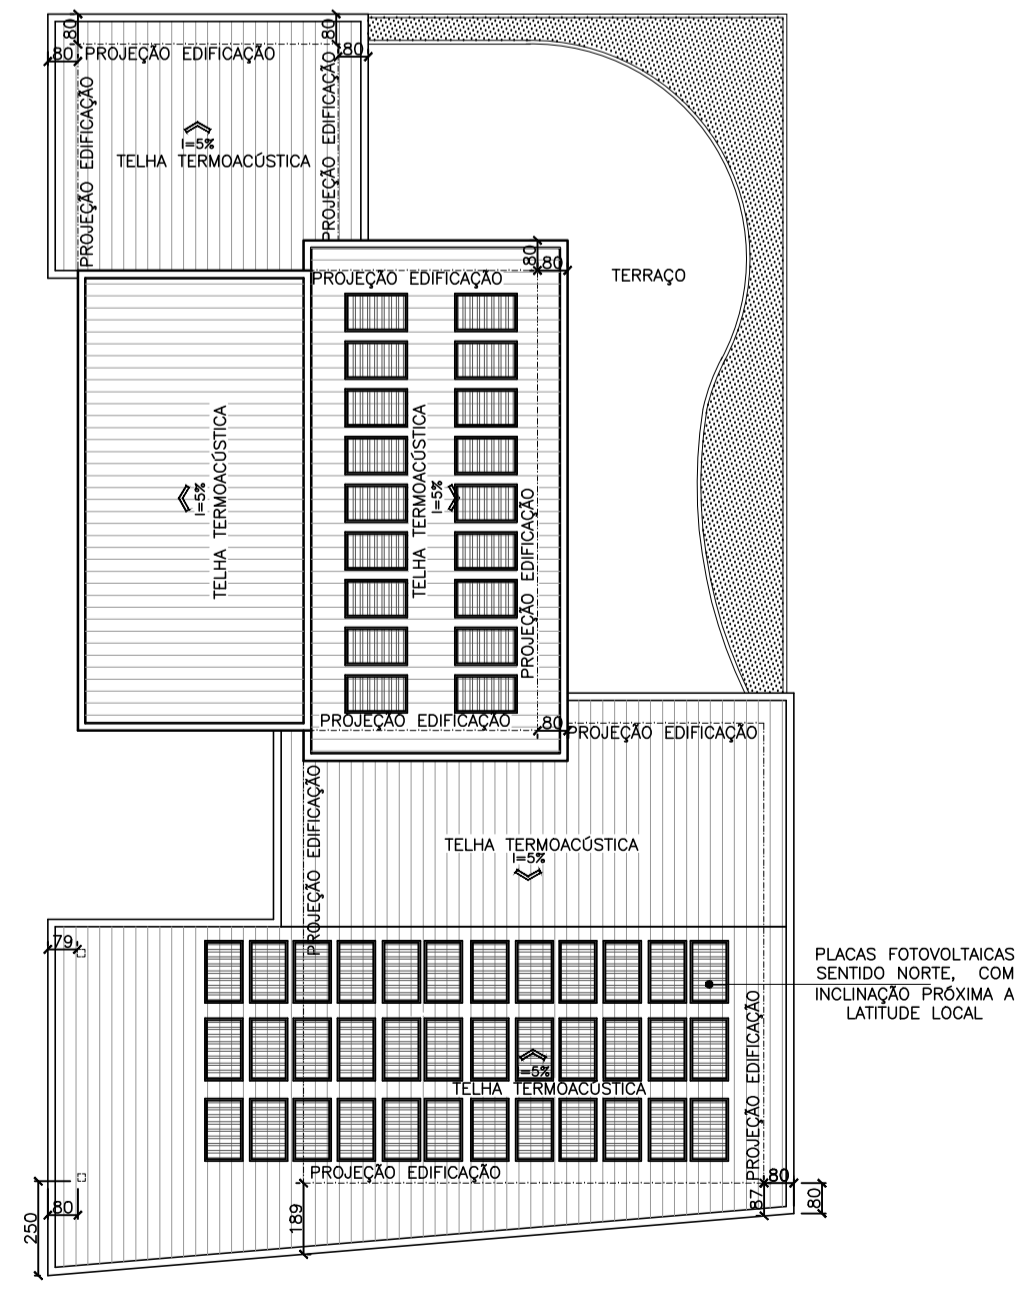 80
80
80
PROJEÇÃO EDIFICAÇÃO
80
PROJEÇÃO EDIFICAÇÃO
PROJEÇÃO EDIFICAÇÃO
I=5%
TELHA TERMOACÚSTICA
80
80
PROJEÇÃO EDIFICAÇÃO
TERRAÇO
TELHA TERMOACÚSTICA
I=5%
TELHA TERMOACÚSTICA
I=5%
PROJEÇÃO EDIFICAÇÃO
PROJEÇÃO EDIFICAÇÃO
80
PROJEÇÃO EDIFICAÇÃO
PROJEÇÃO EDIFICAÇÃO
TELHA TERMOACÚSTICA
I=5%
79
PLACAS FOTOVOLTAICAS
SENTIDO NORTE, COM
INCLINAÇÃO PRÓXIMA A
LATITUDE LOCAL
PROJEÇÃO EDIFICAÇÃO
I=5%
TELHA TERMOACÚSTICA
PROJEÇÃO EDIFICAÇÃO
80
250
80
189
87
80